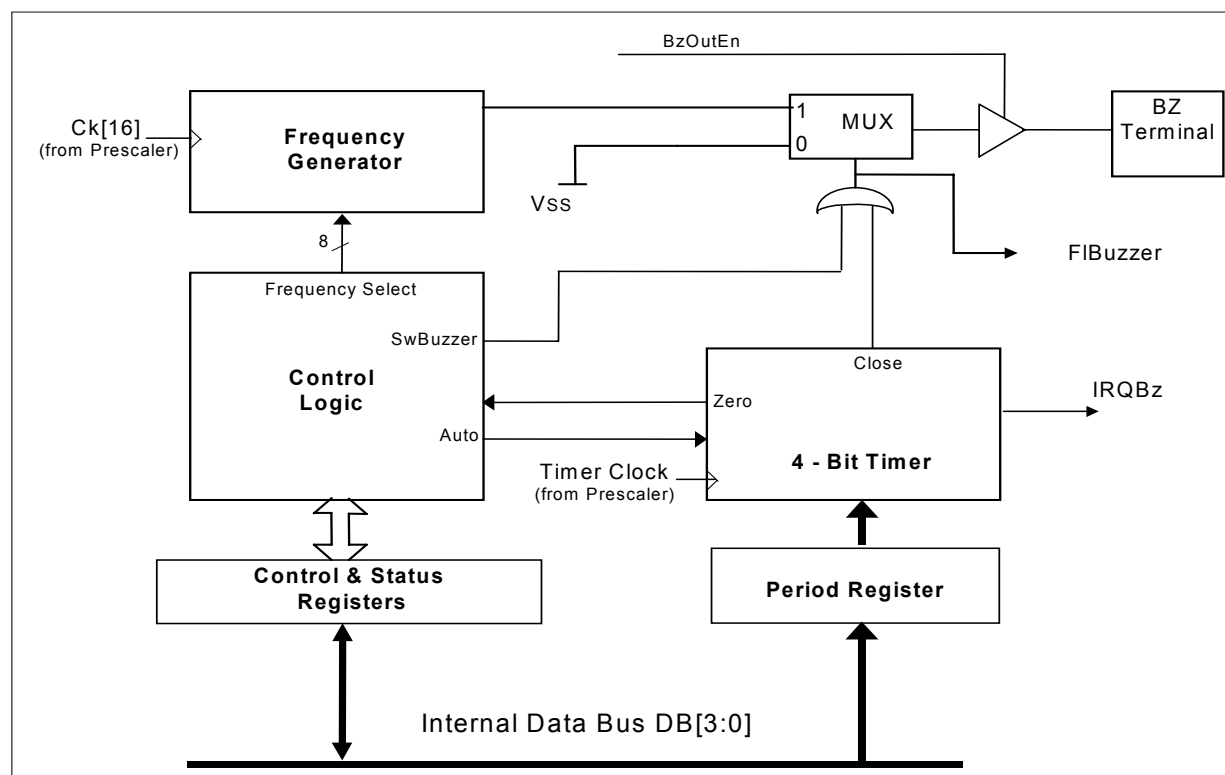 BzOutEn
Ck[16]
(from Prescaler)
Frequency
Generator
1
0
MUX
BZ
Terminal
Vss
8
FlBuzzer
Frequency Select
SwBuzzer
Control
Logic
Auto
Close
Zero
IRQBz
4 - Bit Timer
Timer Clock
(from Prescaler)
Control & Status
Registers
Period Register
Internal Data Bus DB[3:0]